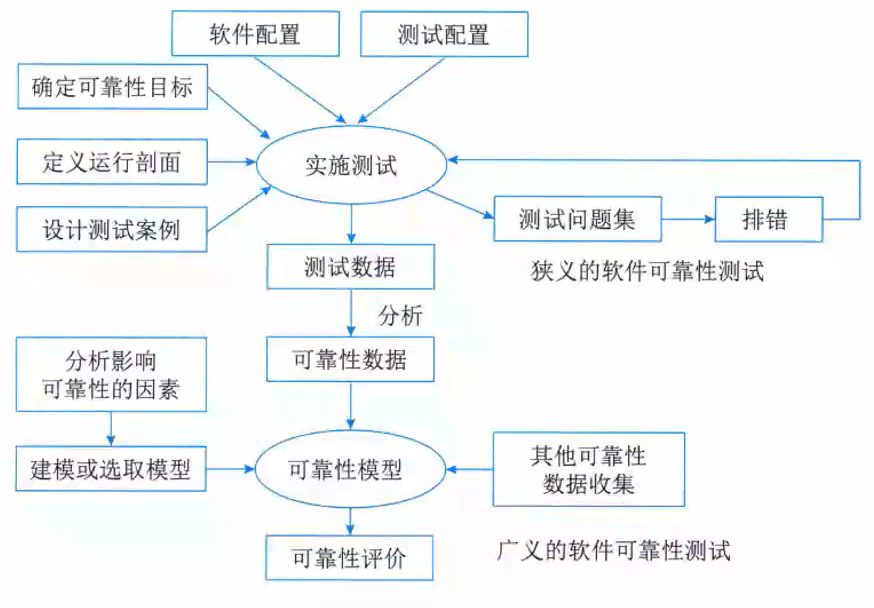 软件配置
测试配置
确定可靠性目标
定义运行剖面
实施测试
设计测试案例
测试问题集
排错
测试数据
狭义的软件可靠性测试
分析
分析影响
可靠性的因素
可靠性数据
建模或选取模型
可靠性模型
其他可靠性
数据收集
可靠性评价
广义的软件可靠性测试